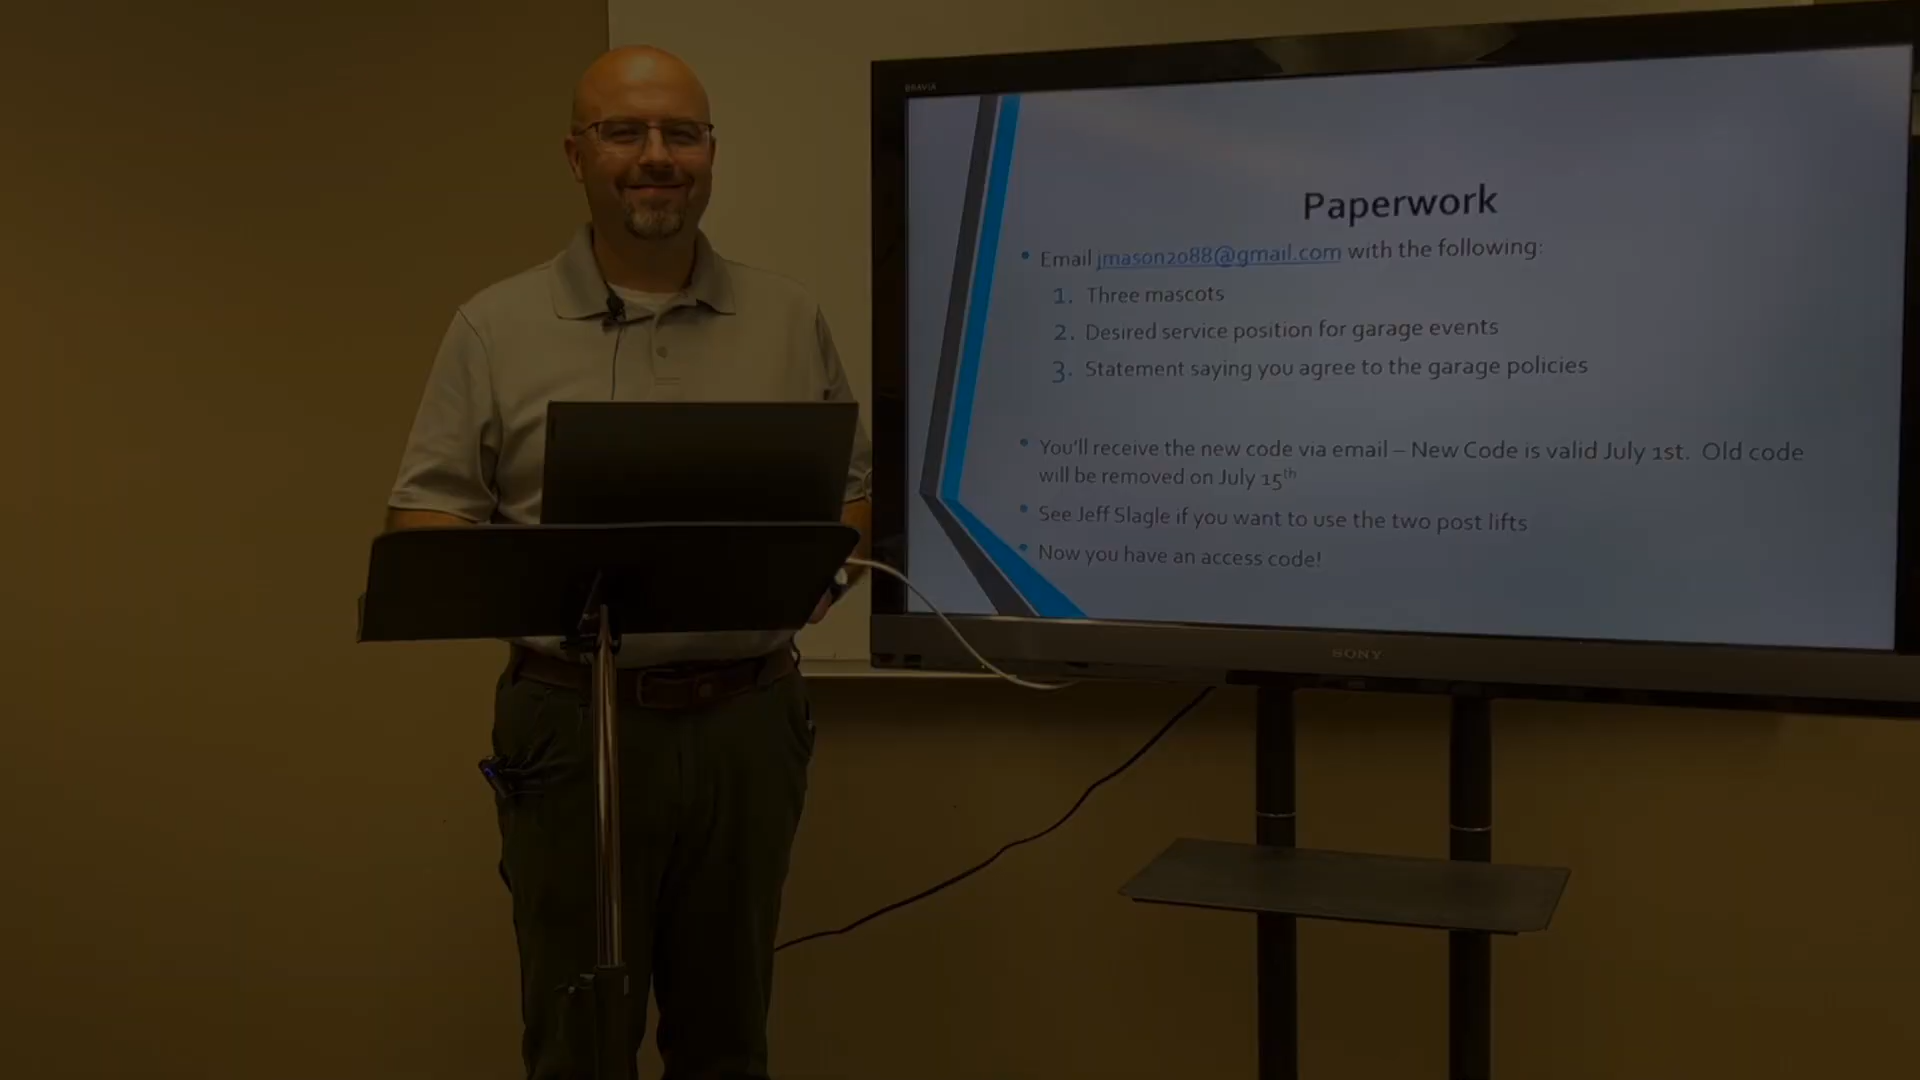 BRAVIA
Paperwork
• Email jmason2088@gmail.com with the following:
1. Three mascots
2. Desired service position for garage events
3. Statement saying you agree to the garage policies
• You'll receive the new code via email – New Code is valid July 1st. Old code
will be removed on July 15th
• See Jeff Slagle if you want to use the two post lifts
• Now you have an access code!
SONY